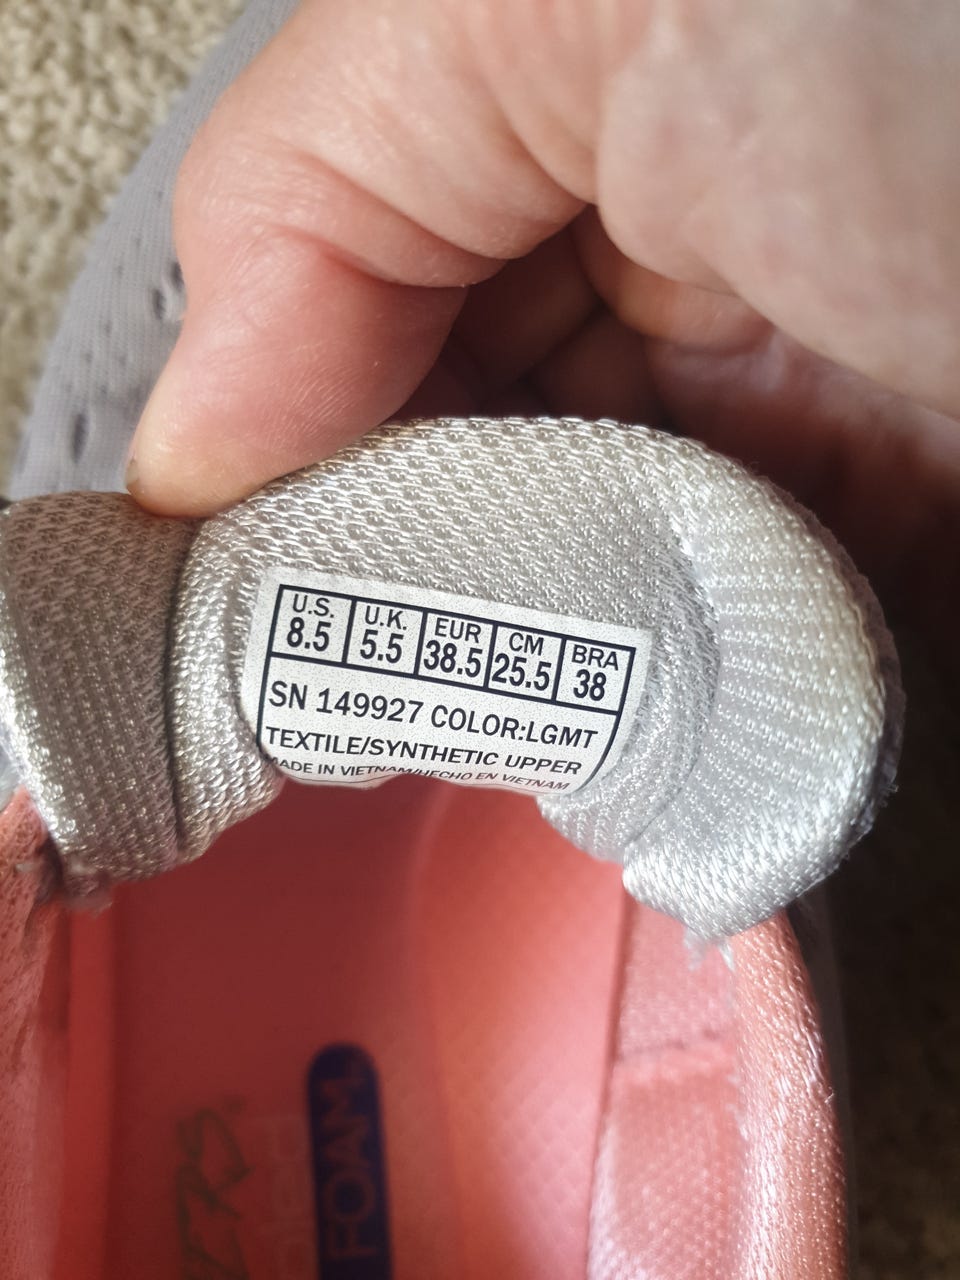 U.S. U.K. EUR CM BRA
8.5 5.5 38.5 25.5 38
SN 149927 COLOR:LGMT
TEXTILE/SYNTHETIC UPPER
MADE IN VIETNAM/HECHO EN VIETNAM
FOAM